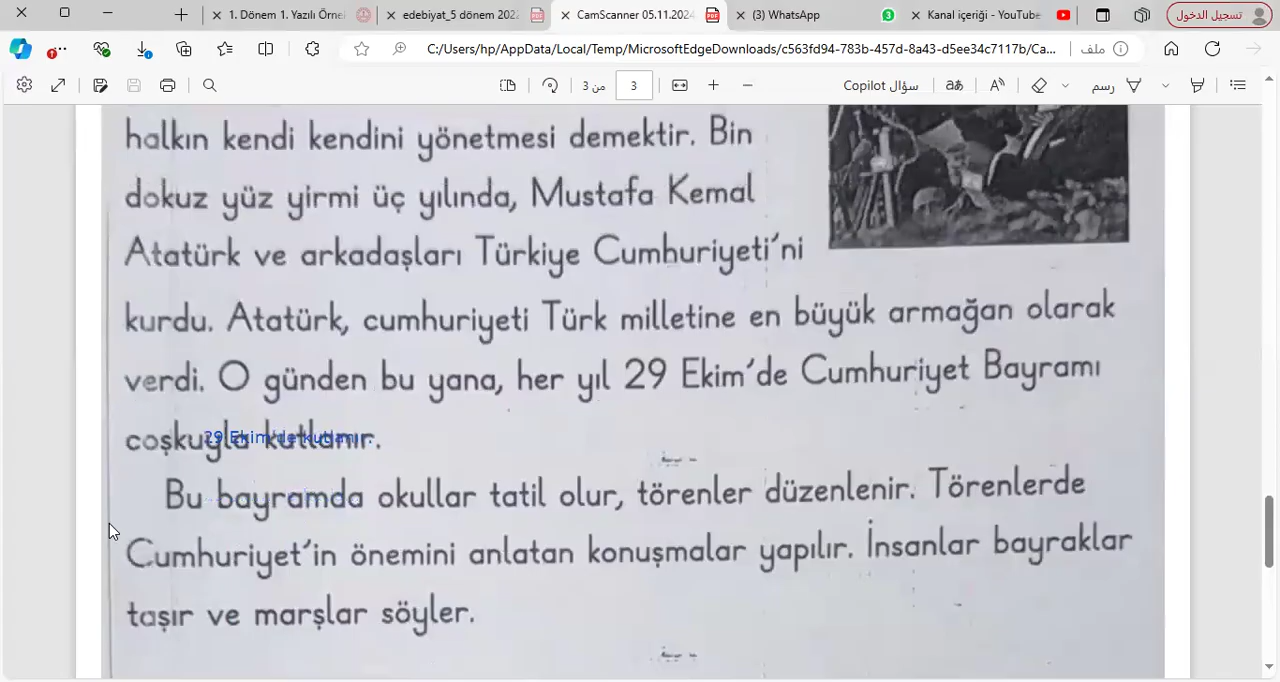 1. Dönem 1. Yazılı Örne
edebiyat_5 dönem 202
CamScanner 05.11.2024
(3) WhatsApp
3
Kanal içeriği - YouTube
تسجيل الدخول
C:/Users/hp/AppData/Local/Temp/MicrosoftEdgeDownloads/c563fd94-783b-457d-8a43-d5ee34c7117b/Ca...
ملف
3 من
3
سؤال Copilot
رسم
halkın kendi kendini yönetmesi demektir. Bin
dokuz yüz yirmi üç yılında, Mustafa Kemal
Atatürk ve arkadaşları Türkiye Cumhuriyeti'ni
kurdu. Atatürk, cumhuriyeti Türk milletine en büyük armağan olarak
verdi. O günden bu yana, her yıl 29 Ekim'de Cumhuriyet Bayramı
coşkuyla kutlanır.
29 Ekim'de kutlanır.
Bu bayramda okullar tatil olur, törenler düzenlenir. Törenlerde
Cumhuriyet'in önemini anlatan konuşmalar yapılır. İnsanlar bayraklar
taşır ve marşlar söyler.